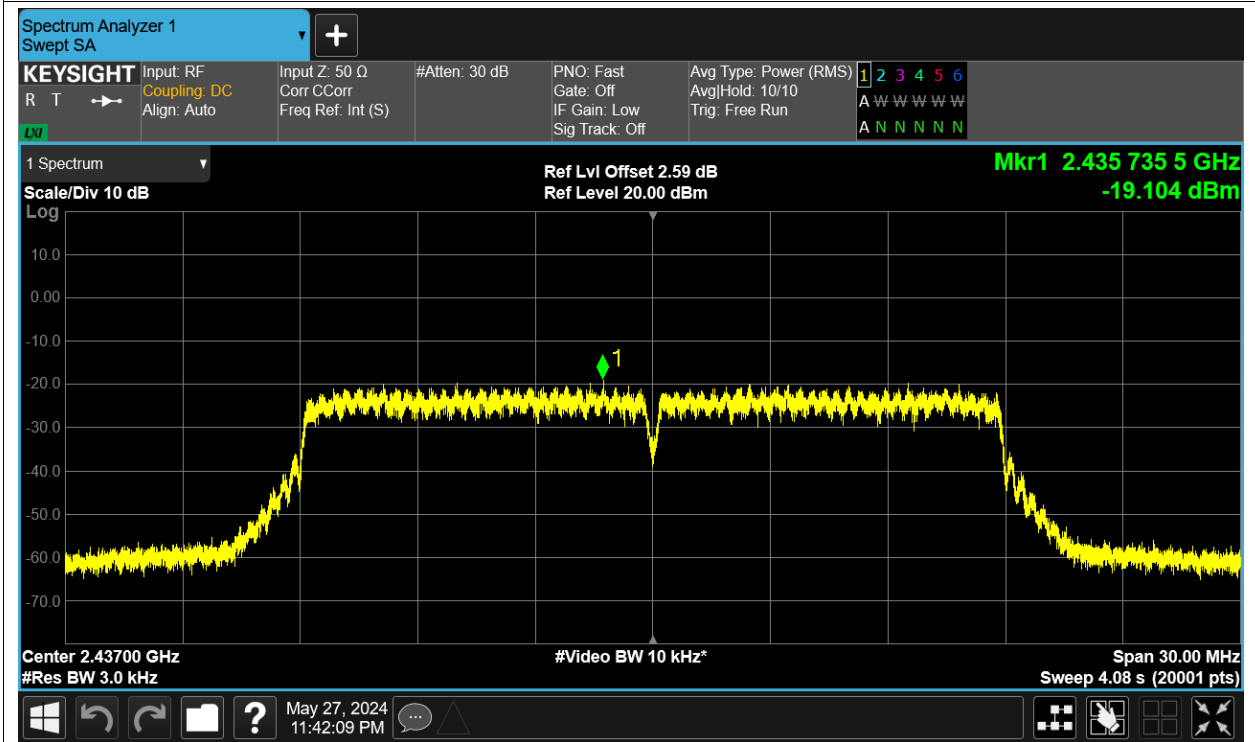 Spectrum Analyzer 1
Swept SA
+
KEYSIGHT
R T
LXI
Input: RF
Coupling: DC
Align: Auto
Input Z: 50 Ω
Corr CCorr
Freq Ref: Int (S)
#Atten: 30 dB
PNO: Fast
Gate: Off
IF Gain: Low
Sig Track: Off
Avg Type: Power (RMS)
Avg|Hold: 10/10
Trig: Free Run
1 2 3 4 5 6
A W W W W W
A N N N N N
1 Spectrum
Scale/Div 10 dB
Log
Ref Lvl Offset 2.59 dB
Ref Level 20.00 dBm
Mkr1 2.435 735 5 GHz
-19.104 dBm
10.0
0.00
-10.0
-20.0
-30.0
-40.0
-50.0
-60.0
-70.0
1
Center 2.43700 GHz
#Res BW 3.0 kHz
#Video BW 10 kHz*
Span 30.00 MHz
Sweep 4.08 s (20001 pts)
?
May 27, 2024
11:42:09 PM